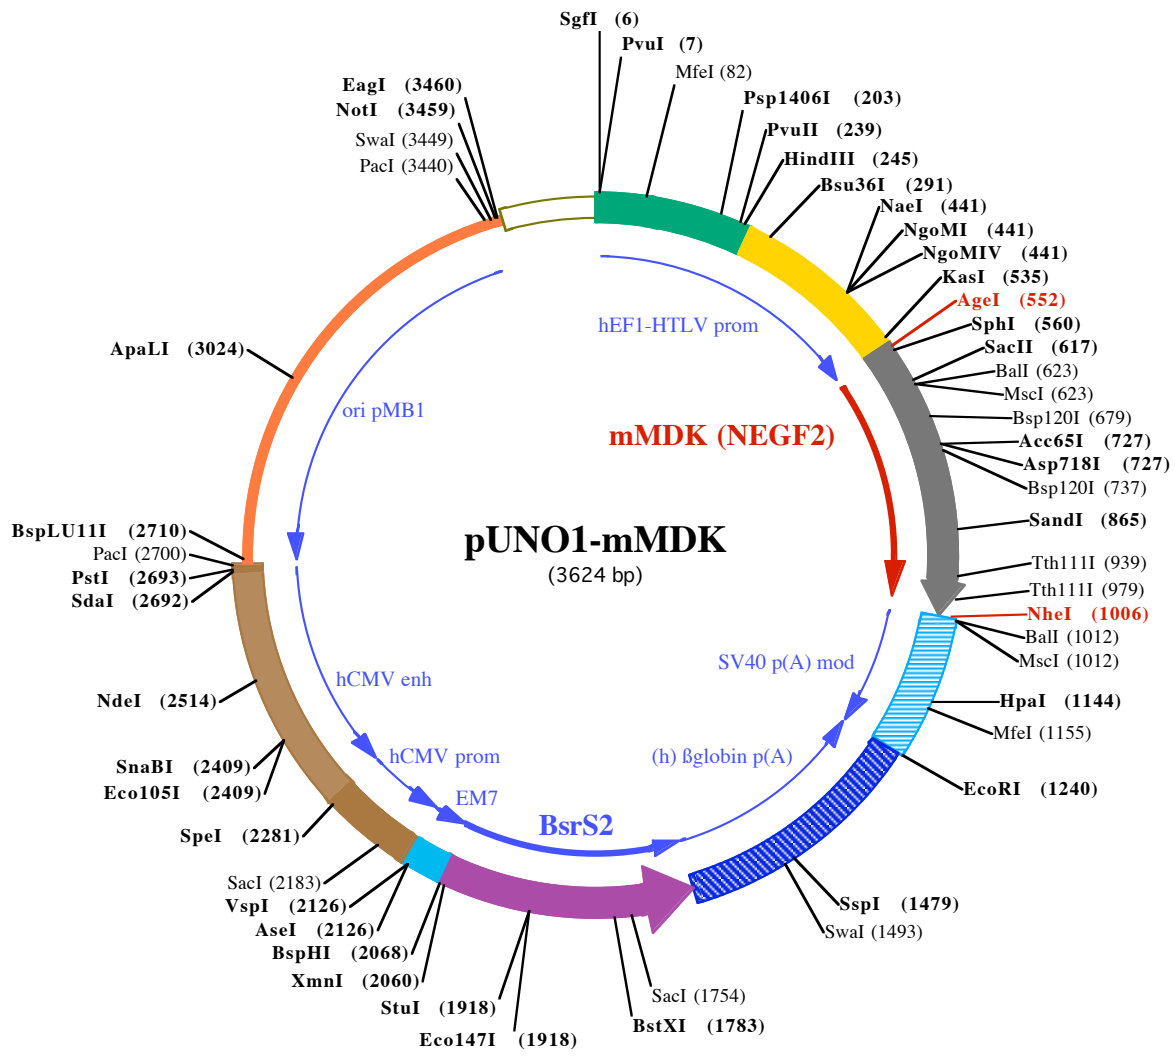 SgfI (6)
PvuI (7)
MfeI (82)
Psp1406I (203)
PvuII (239)
HindIII (245)
Bsu36I (291)
NaeI (441)
NgoMI (441)
NgoMIV (441)
KasI (535)
AgeI (552)
SphI (560)
SacII (617)
BalI (623)
MscI (623)
Bsp120I (679)
Acc65I (727)
Asp718I (727)
Bsp120I (737)
SandI (865)
Tth111I (939)
Tth111I (979)
NheI (1006)
BalI (1012)
MscI (1012)
HpaI (1144)
MfeI (1155)
EcoRI (1240)
SspI (1479)
SwaI (1493)
SacI (1754)
BstXI (1783)
Eco147I (1918)
StuI (1918)
XmnI (2060)
BspHI (2068)
AseI (2126)
VspI (2126)
SacI (2183)
SpeI (2281)
Eco105I (2409)
SnaBI (2409)
NdeI (2514)
SdaI (2692)
PstI (2693)
PacI (2700)
BspLU11I (2710)
ApaLI (3024)
PacI (3440)
SwaI (3449)
NotI (3459)
EagI (3460)
hEF1-HTLV prom
mMDK (NEGF2)
SV40 p(A) mod
(h) ßglobin p(A)
BsrS2
EM7
hCMV prom
hCMV enh
ori pMB1
pUNO1-mMDK
(3624 bp)